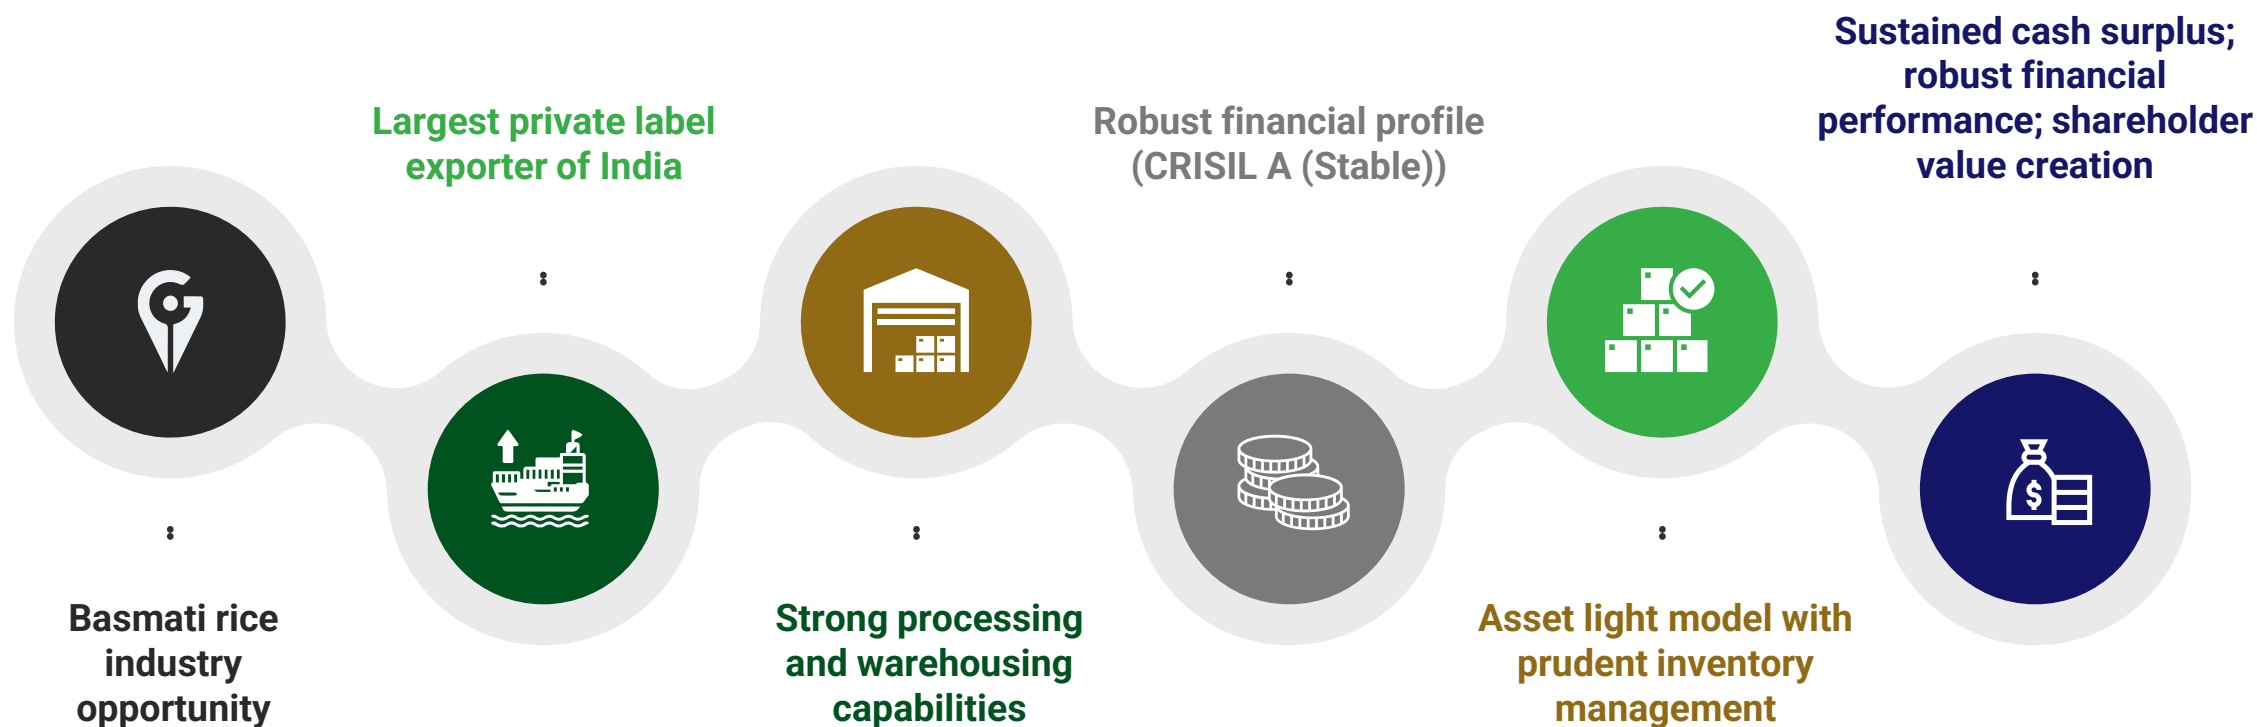 Basmati rice
industry
opportunity
Largest private label
exporter of India
Strong processing
and warehousing
capabilities
Robust financial profile
(CRISIL A (Stable))
Asset light model with
prudent inventory
management
Sustained cash surplus;
robust financial
performance; shareholder
value creation